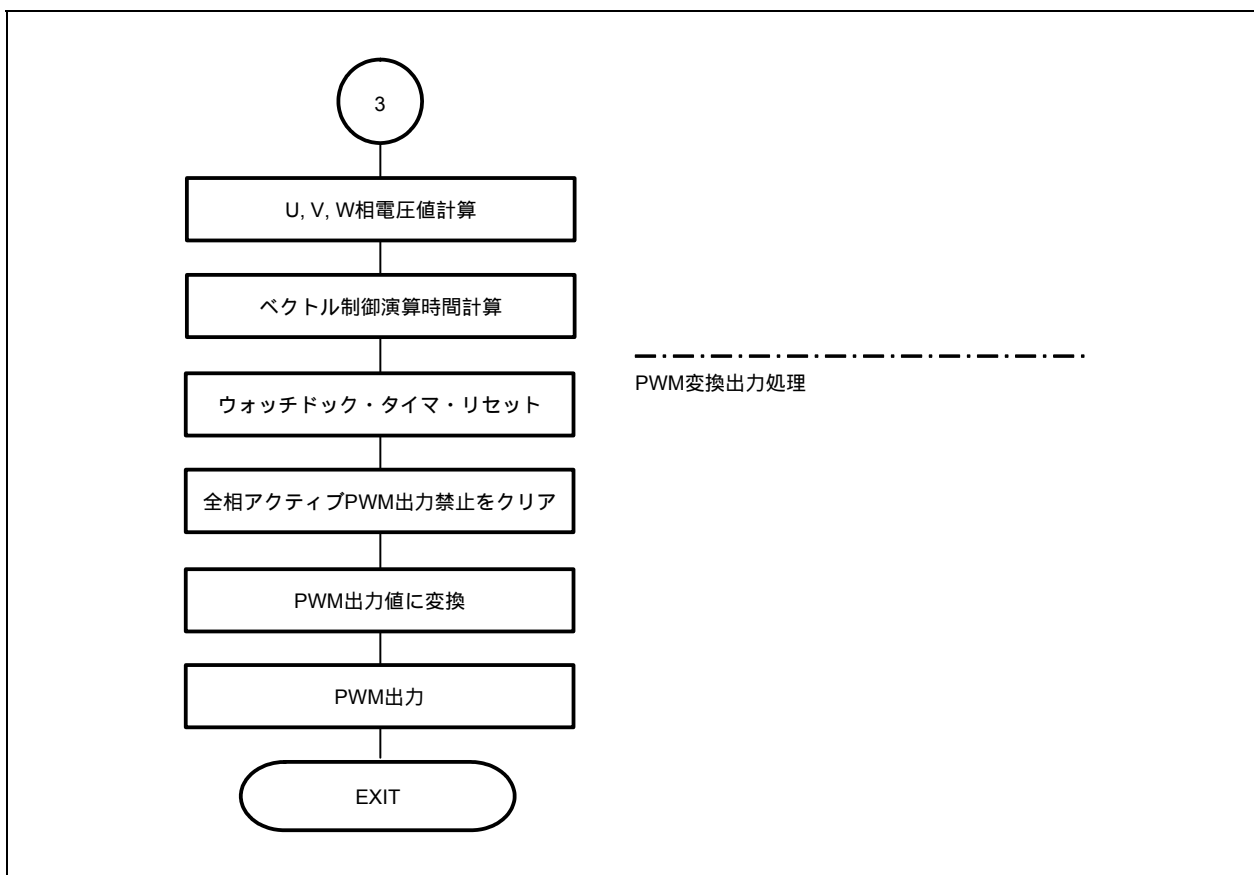 3
U, V, W相電圧値計算
ベクトル制御演算時間計算
PWM変換出力処理
ウォッチドック・タイマ・リセット
全相アクティブPWM出力禁止をクリア
PWM出力値に変換
PWM出力
EXIT